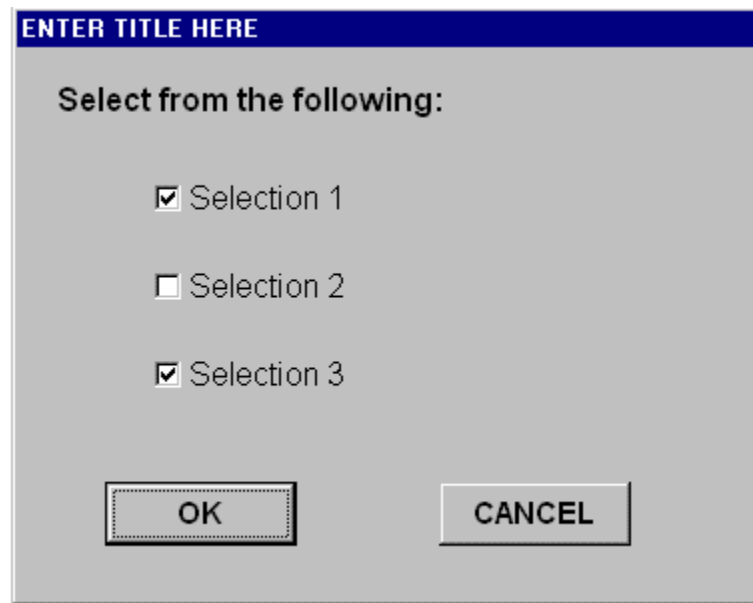 ENTER TITLE HERE
Select from the following:
Selection 1
Selection 2
Selection 3
OK CANCEL